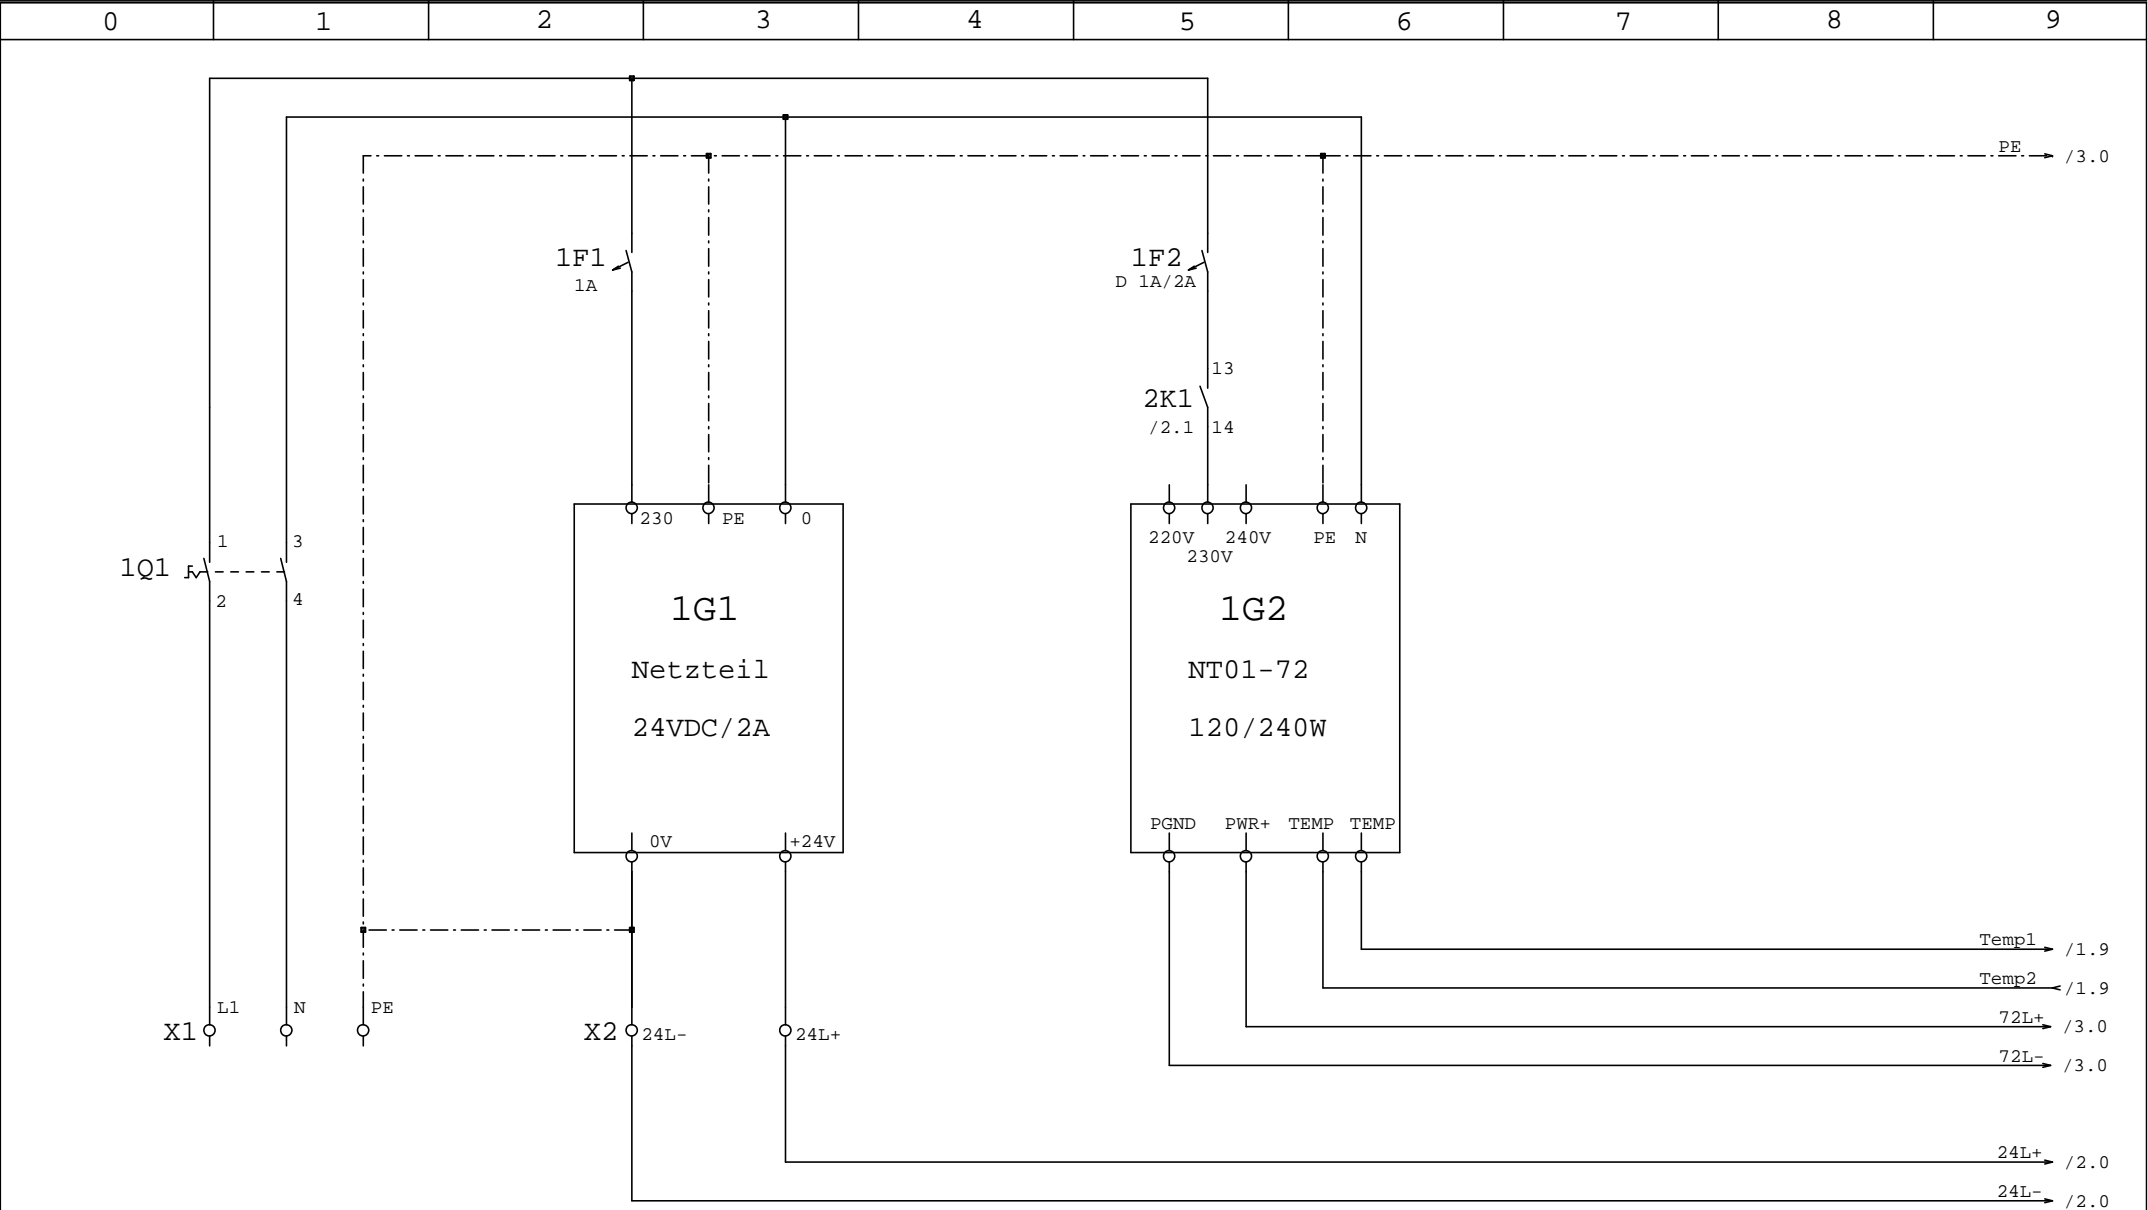 0 1 2 3 4 5 6 7 8 9
PE
/3.0
1F1
1A
1F2
D 1A/2A
13
2K1
/2.1
14
230 PE 0
220V 240V PE N
230V
1 3
1Q1
2 4
1G1
Netzteil
24VDC/2A
1G2
NT01-72
120/240W
0V +24V
PGND PWR+ TEMP TEMP
Temp1
/1.9
Temp2
/1.9
L1 N PE
X1
X2 24L- 24L+
72L+
/3.0
72L-
/3.0
24L+
/2.0
24L-
/2.0